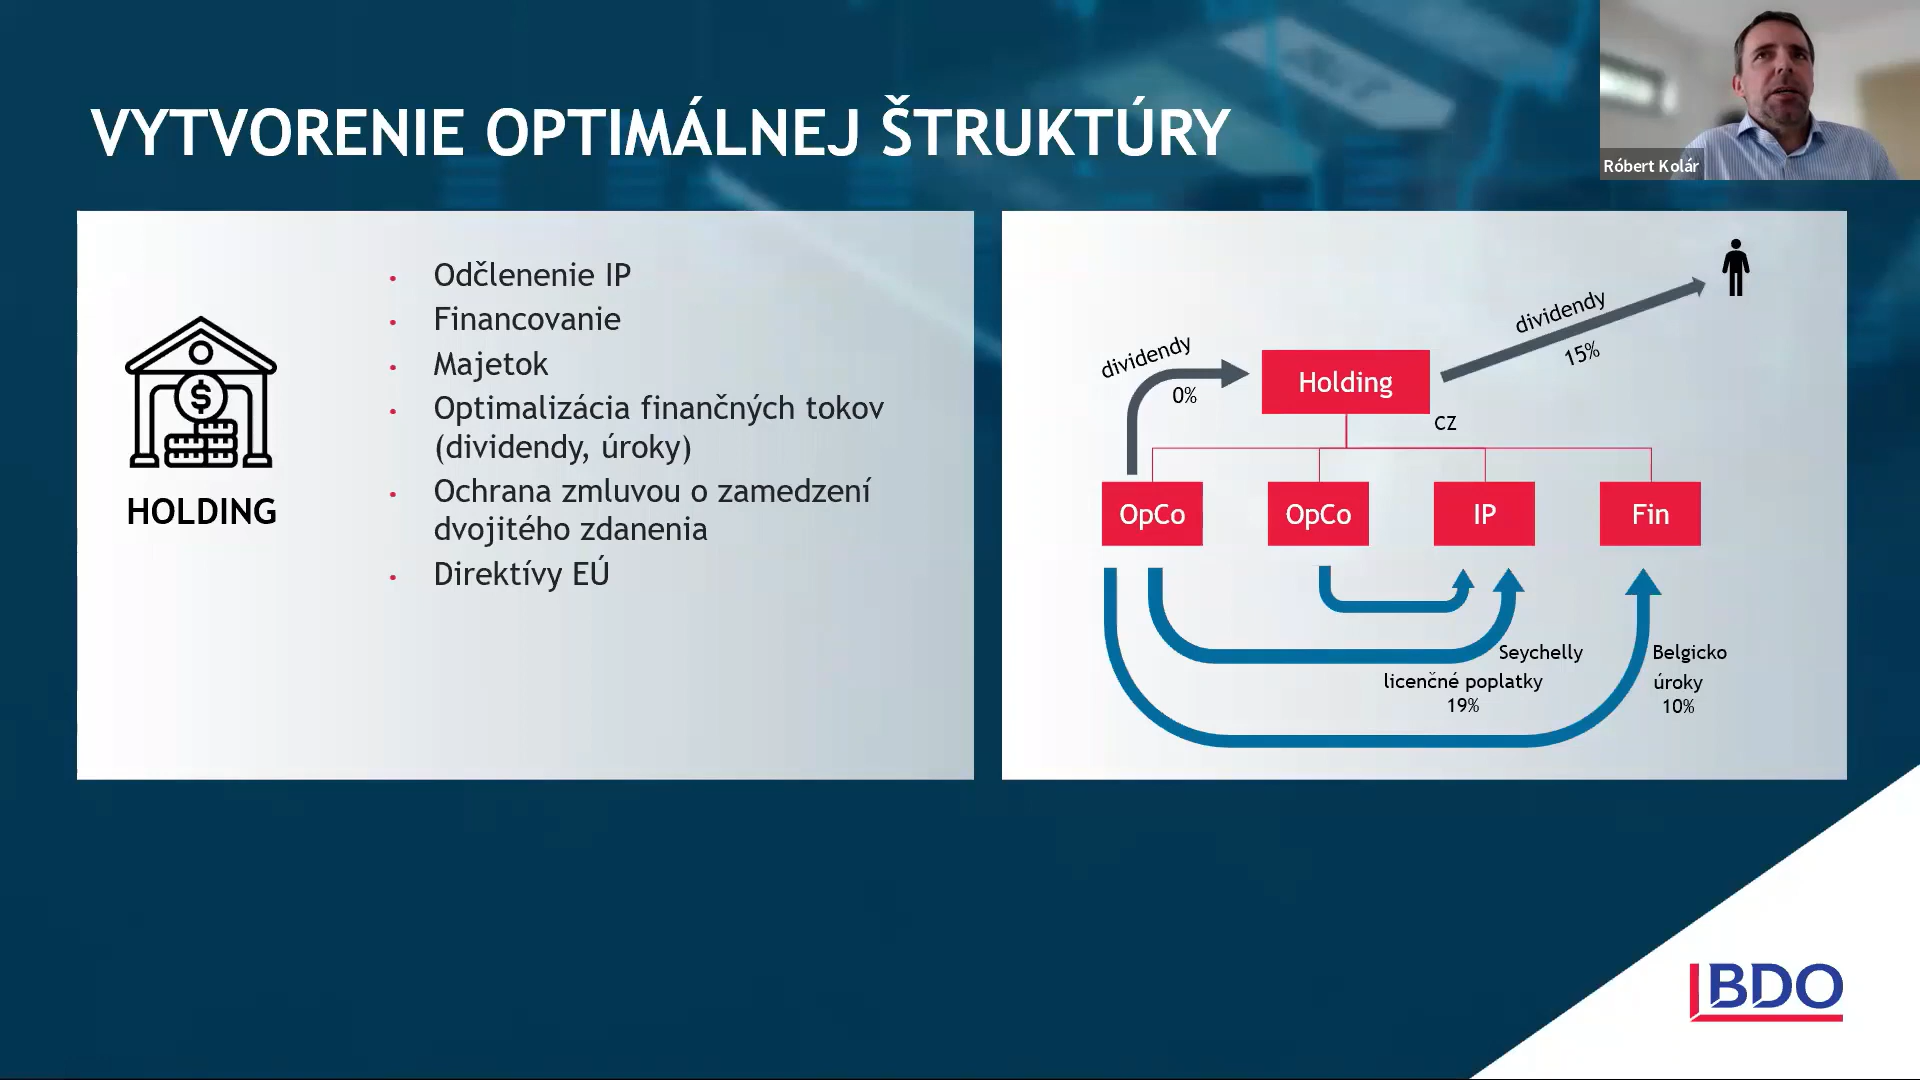 VYTVORENIE OPTIMÁLNEJ ŠTRUKTÚRY
Róbert Kolár
HOLDING
• Odčlenenie IP
• Financovanie
• Majetok
• Optimalizácia finančných tokov
(dividendy, úroky)
• Ochrana zmluvou o zamedzení
dvojitého zdanenia
• Direktívy EÚ
dividendy
15%
dividendy
0%
Holding
CZ
OpCo
OpCo
IP
Fin
Seychelly
licenčné poplatky
19%
Belgicko
úroky
10%
BDO